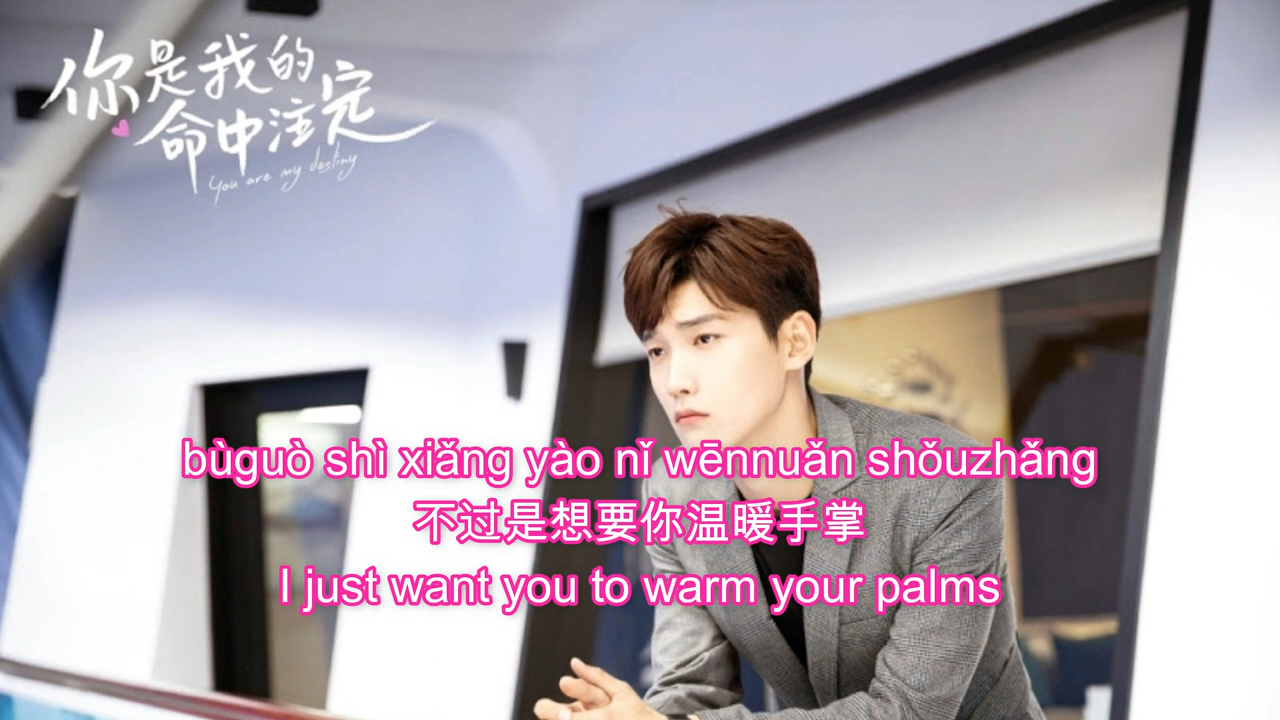 你是我的
命中注定
You are my destiny
bùguò shì xiǎng yào nǐ wēnnuǎn shǒuzhǎng
不过是想要你温暖手掌
I just want you to warm your palms